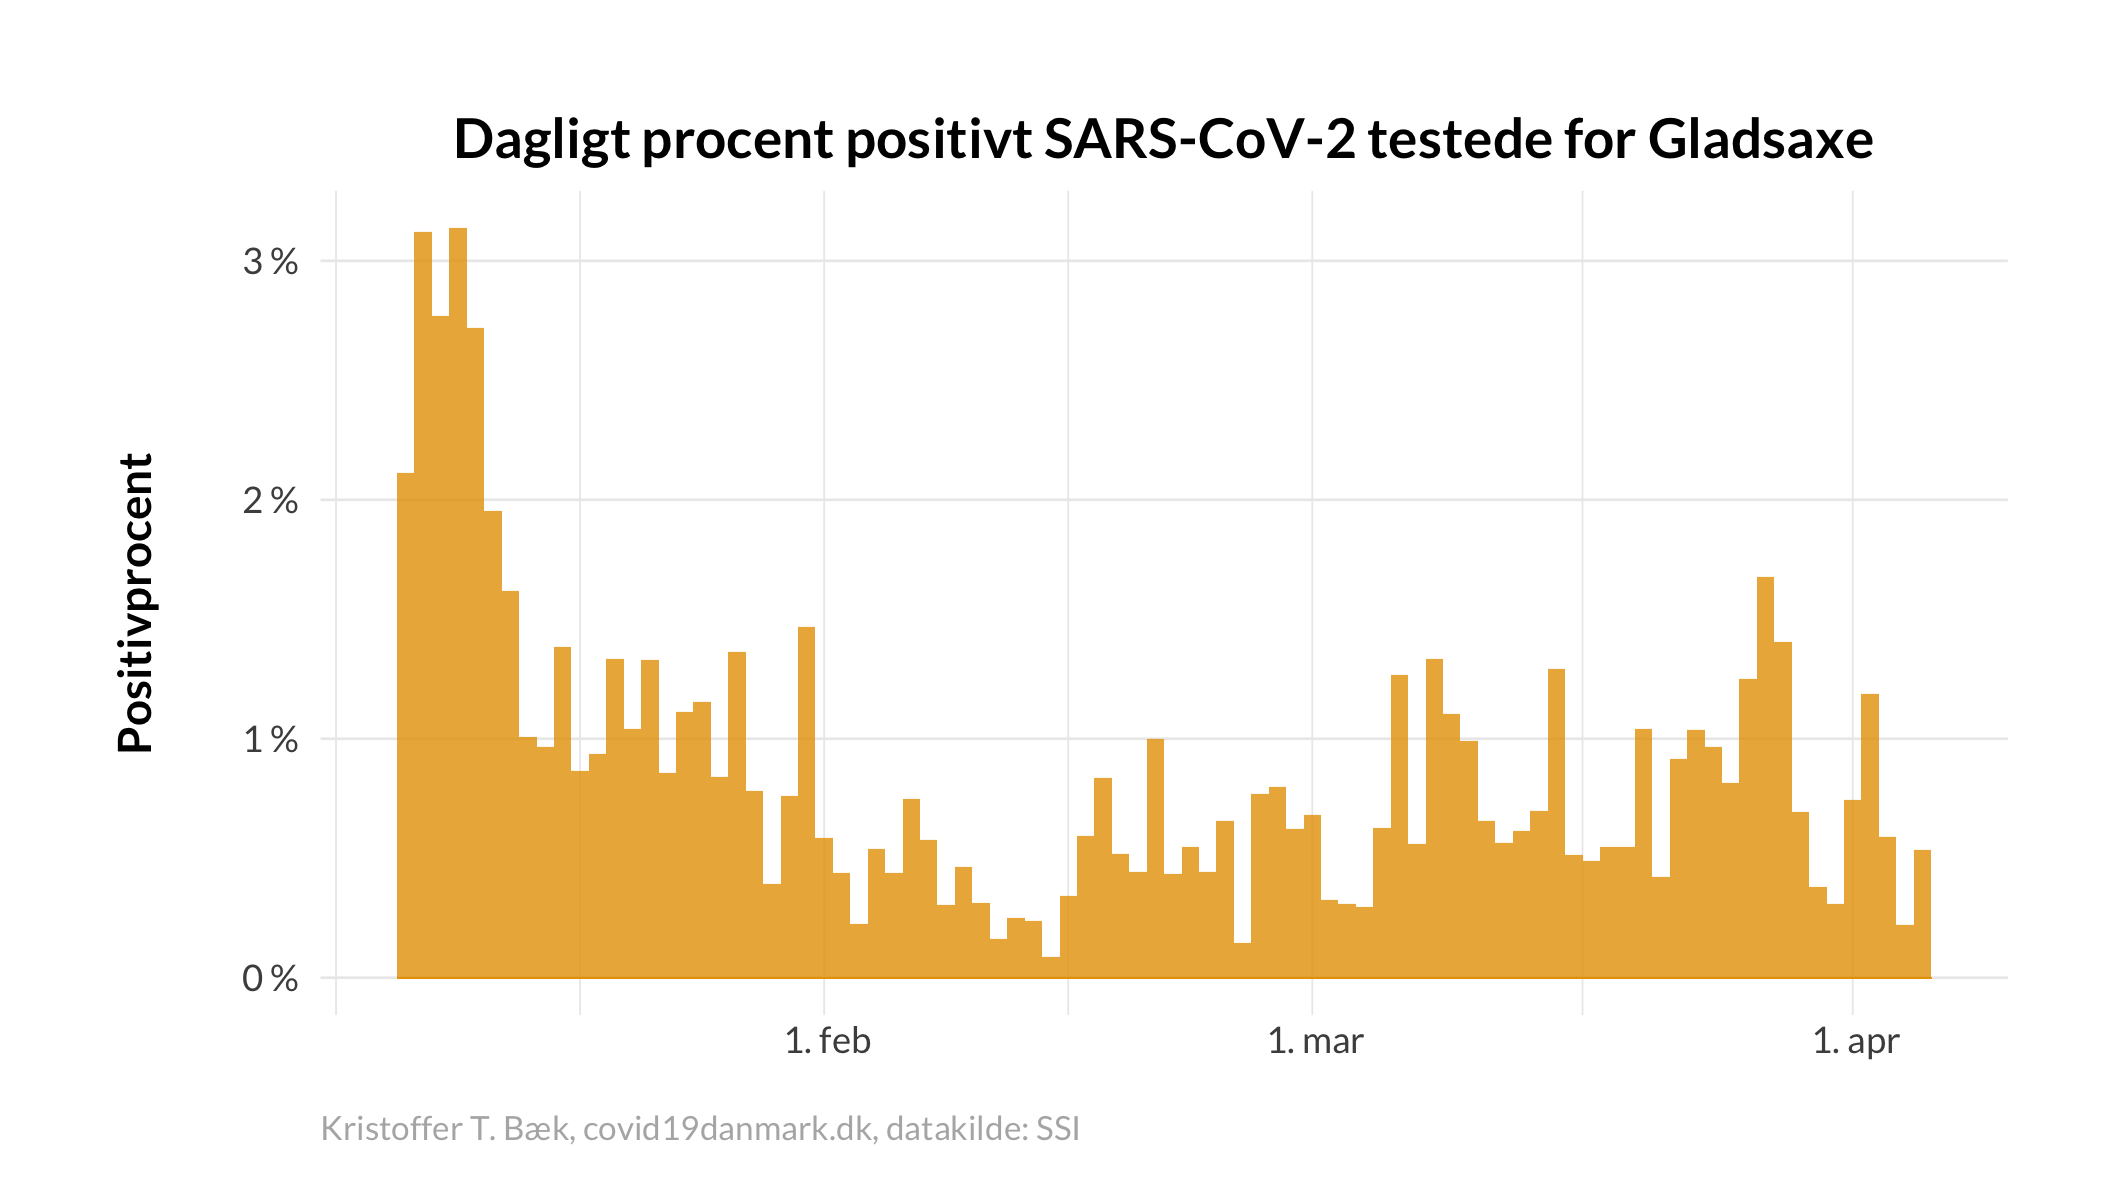 Dagligt procent positivt SARS-CoV-2 testede for Gladsaxe
Positivprocent
3 %
2 %
1 %
0 %
1. feb
1. mar
1. apr
Kristoffer T. Bæk, covid19danmark.dk, datakilde: SSI